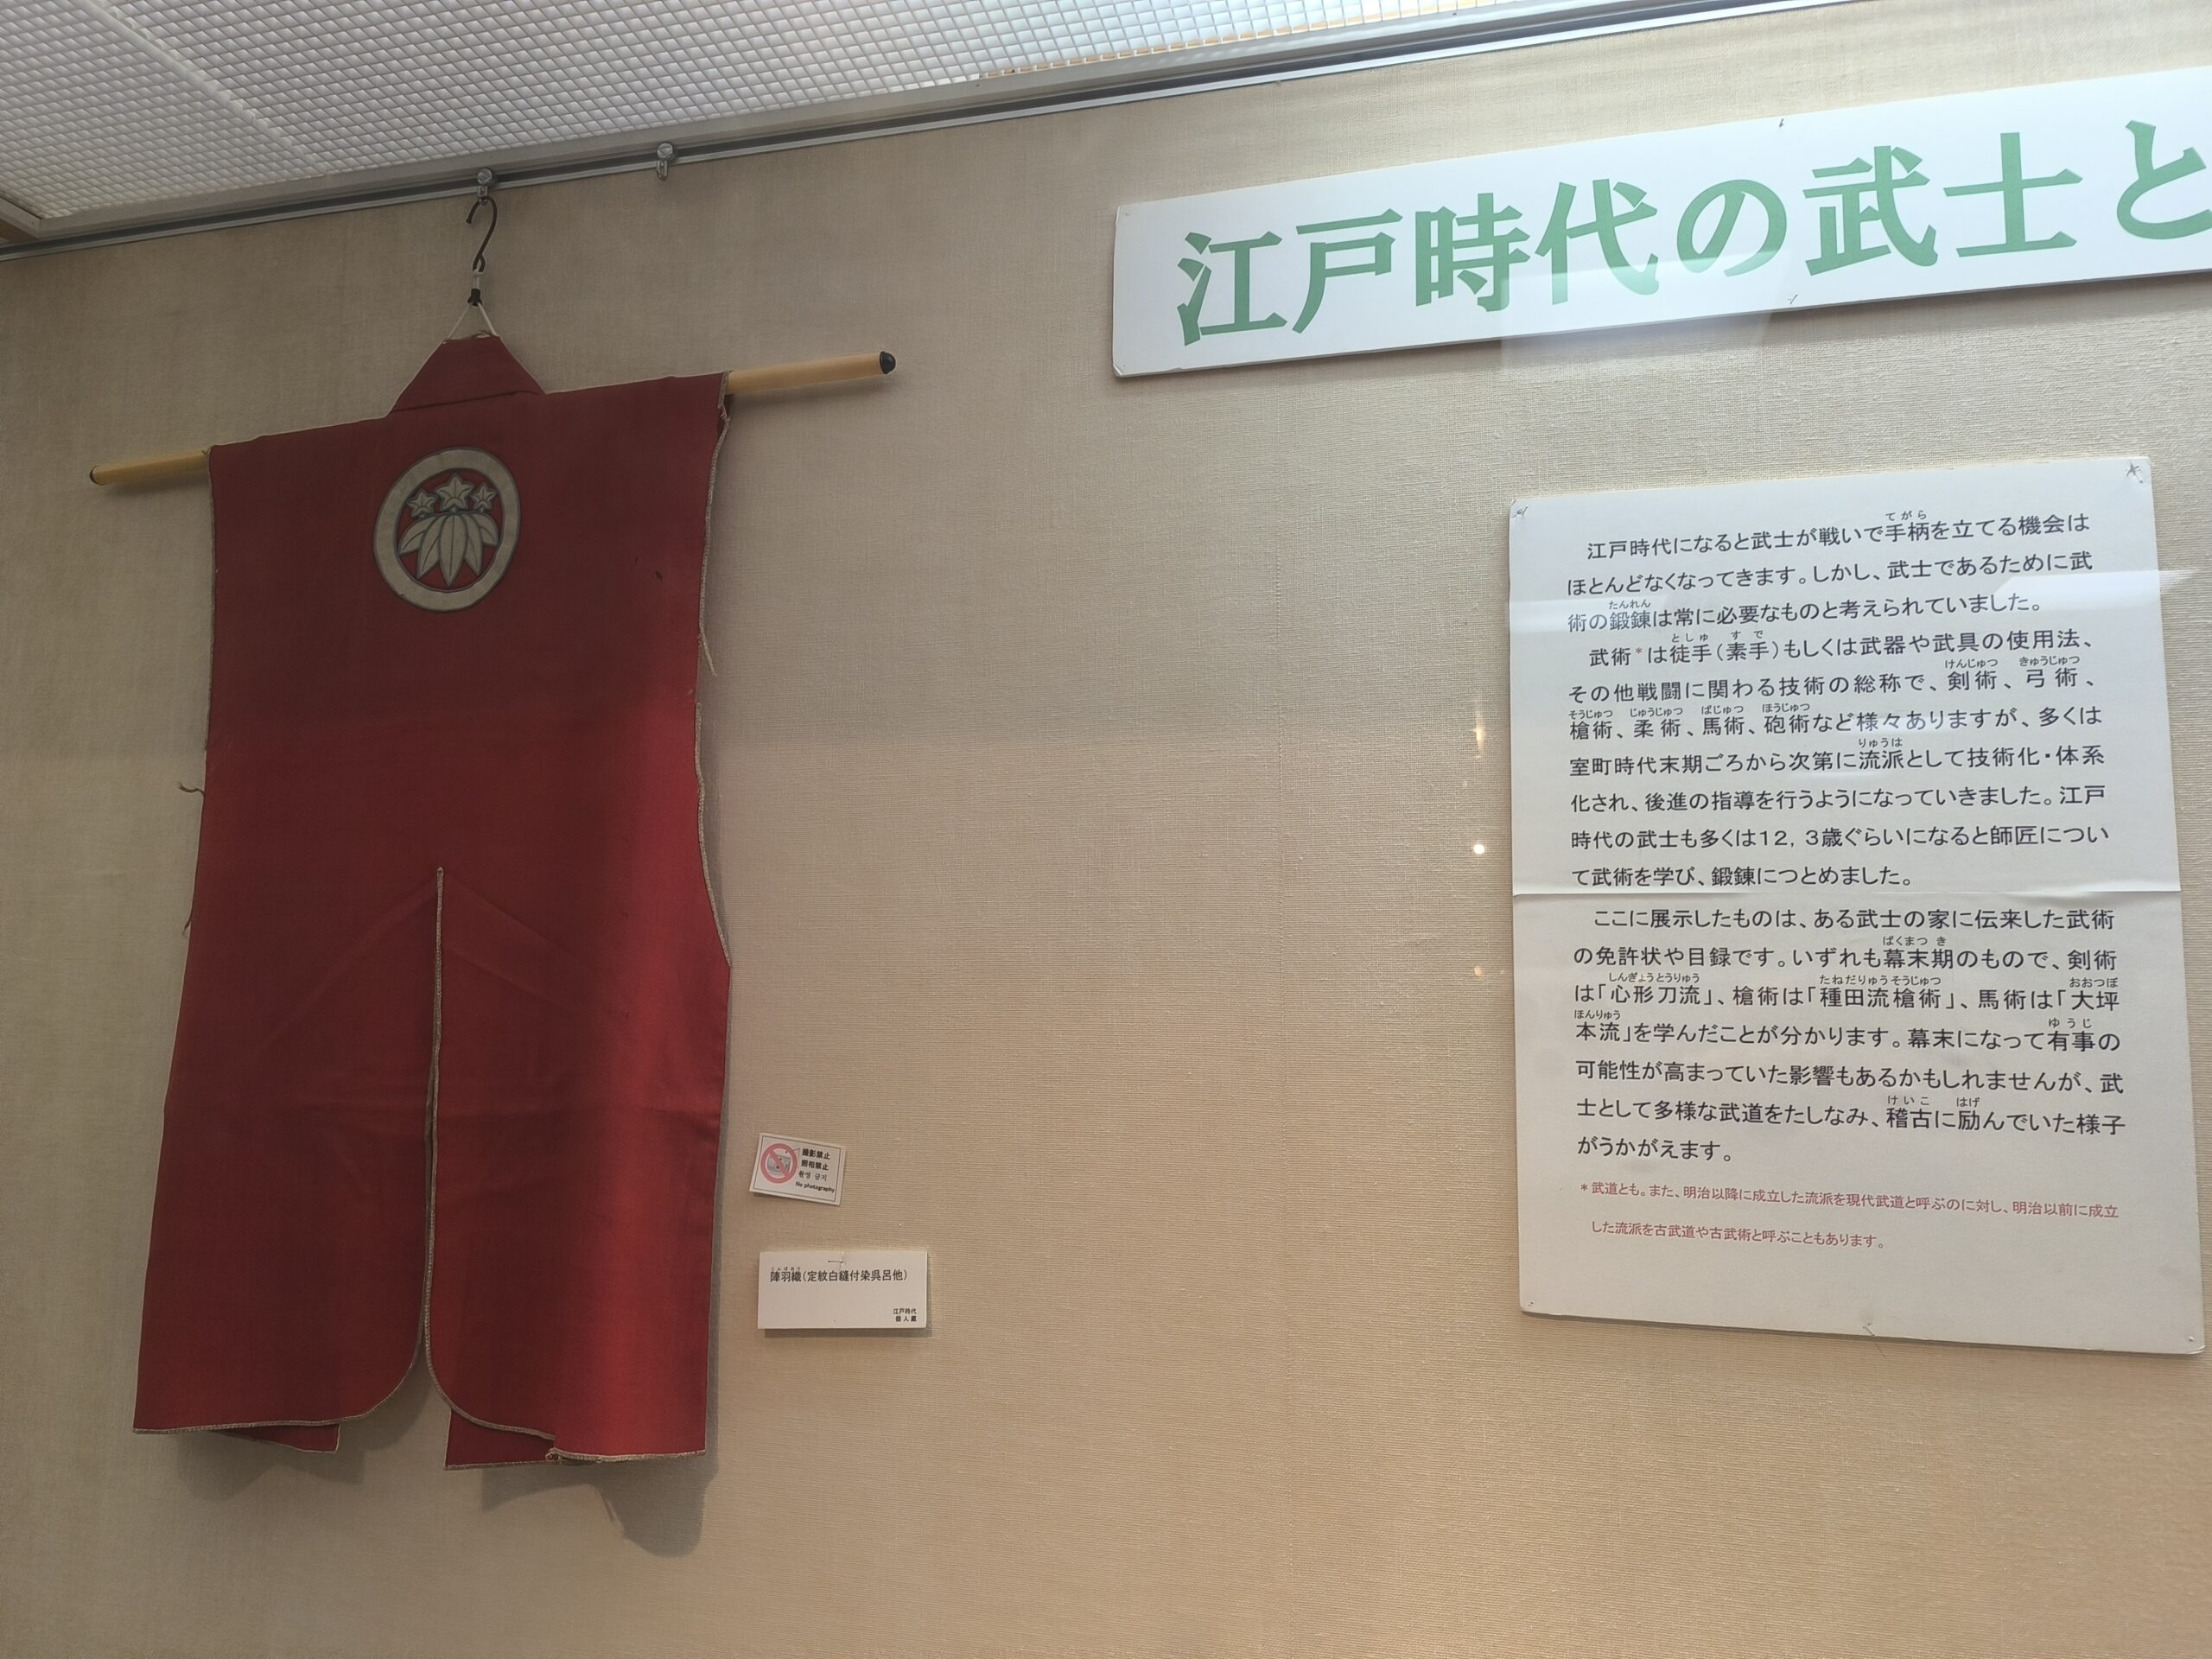 江戸時代の武士と
江戸時代になると武士が戦いで手柄を立てる機会は
ほとんどなくなってきます。しかし、武士であるために武
術の鍛錬は常に必要なものと考えられていました。
武術*は徒手(素手)もしくは武器や武具の使用法、
その他戦闘に関わる技術の総称で、剣術、弓術、
槍術、柔術、馬術、砲術など様々ありますが、多くは
室町時代末期ごろから次第に流派として技術化・体系
化され、後進の指導を行うようになっていきました。江戸
時代の武士も多くは12,3歳ぐらいになると師匠につい
て武術を学び、鍛錬につとめました。
ここに展示したものは、ある武士の家に伝来した武術
の免許状や目録です。いずれも幕末期のもので、剣術
は「心形刀流」、槍術は「種田流槍術」、馬術は「大坪
本流」を学んだことが分かります。幕末になって有事の
可能性が高まっていた影響もあるかもしれませんが、武
士として多様な武道をたしなみ、稽古に励んでいた様子
がうかがえます。
*武道とも。また、明治以降に成立した流派を現代武道と呼ぶのに対し、明治以前に成立
した流派を古武道や古武術と呼ぶこともあります。
撮影禁止
照相禁止
촬영 금지
No photography
陣羽織(定紋白縫付染呉呂他)
江戸時代
個人蔵